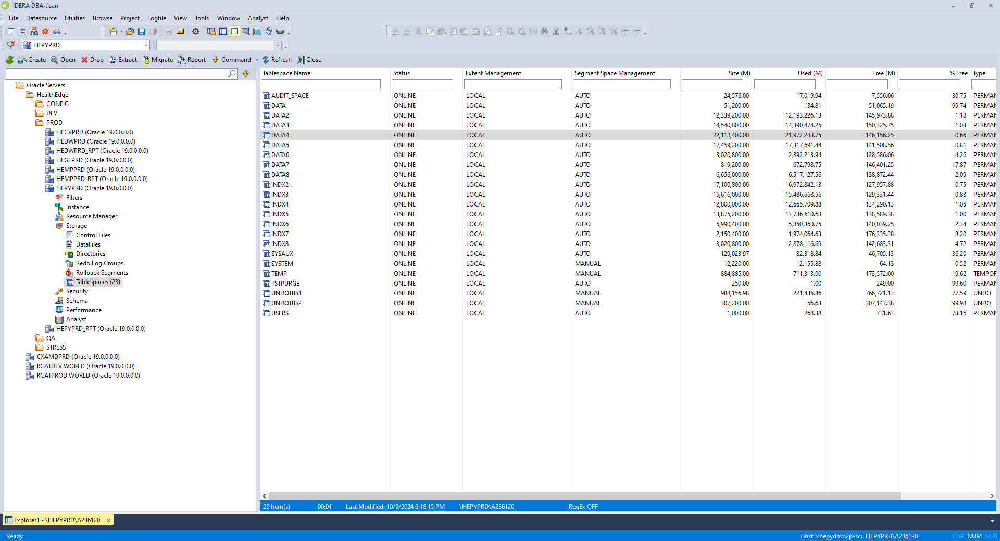 IDERA DBArtisan
File Datasource Utilities Browse Project Logfile View Tools Window Analyst Help
HEPYPRD
Create Open Drop Extract Migrate Report Command Refresh Close
Oracle Servers
HealthEdge
CONFIG
DEV
PROD
HECVPRD (Oracle 19.0.0.0.0)
HEDWPRD (Oracle 19.0.0.0.0)
HEDWPRD_RPT (Oracle 19.0.0.0.0)
HEGEPRD (Oracle 19.0.0.0.0)
HEMPPRD (Oracle 19.0.0.0.0)
HEMPPRD_RPT (Oracle 19.0.0.0.0)
HEPYPRD (Oracle 19.0.0.0.0)
Filters
Instance
Resource Manager
Storage
Control Files
DataFiles
Directories
Redo Log Groups
Rollback Segments
Tablespaces (23)
Security
Schema
Performance
Analyst
HEPYPRD_RPT (Oracle 19.0.0.0.0)
QA
STRESS
CXAMDPRD (Oracle 19.0.0.0.0)
RCATDEV.WORLD (Oracle 19.0.0.0.0)
RCATPROD.WORLD (Oracle 19.0.0.0.0)
Tablespace Name Status Extent Management Segment Space Management Size (M) Used (M) Free (M) % Free Type
AUDIT_SPACE ONLINE LOCAL AUTO 24,576.00 17,019.94 7,556.06 30.75 PERMAN
DATA ONLINE LOCAL AUTO 51,200.00 134.81 51,065.19 99.74 PERMAN
DATA2 ONLINE LOCAL AUTO 12,339,200.00 12,193,226.13 145,973.88 1.18 PERMAN
DATA3 ONLINE LOCAL AUTO 14,540,800.00 14,390,474.25 150,325.75 1.03 PERMAN
DATA4 ONLINE LOCAL AUTO 22,118,400.00 21,972,243.75 146,156.25 0.66 PERMAN
DATA5 ONLINE LOCAL AUTO 17,459,200.00 17,317,691.44 141,508.56 0.81 PERMAN
DATA6 ONLINE LOCAL AUTO 3,020,800.00 2,892,213.94 128,586.06 4.26 PERMAN
DATA7 ONLINE LOCAL AUTO 819,200.00 672,798.75 146,401.25 17.87 PERMAN
DATA8 ONLINE LOCAL AUTO 6,656,000.00 6,517,127.56 138,872.44 2.09 PERMAN
INDX2 ONLINE LOCAL AUTO 17,100,800.00 16,972,842.13 127,957.88 0.75 PERMAN
INDX3 ONLINE LOCAL AUTO 15,616,000.00 15,486,668.56 129,331.44 0.83 PERMAN
INDX4 ONLINE LOCAL AUTO 12,800,000.00 12,665,709.88 134,290.13 1.05 PERMAN
INDX5 ONLINE LOCAL AUTO 13,875,200.00 13,736,610.63 138,589.38 1.00 PERMAN
INDX6 ONLINE LOCAL AUTO 5,990,400.00 5,850,360.75 140,039.25 2.34 PERMAN
INDX7 ONLINE LOCAL AUTO 2,150,400.00 1,974,064.63 176,335.38 8.20 PERMAN
INDX8 ONLINE LOCAL AUTO 3,020,800.00 2,878,116.69 142,683.31 4.72 PERMAN
SYSAUX ONLINE LOCAL AUTO 129,023.97 82,318.84 46,705.13 36.20 PERMAN
SYSTEM ONLINE LOCAL MANUAL 12,220.00 12,155.88 64.13 0.52 PERMAN
TEMP ONLINE LOCAL MANUAL 884,885.00 711,313.00 173,572.00 19.62 TEMPOR
TSTPURGE ONLINE LOCAL AUTO 250.00 1.00 249.00 99.60 PERMAN
UNDOTBS1 ONLINE LOCAL MANUAL 988,156.98 221,435.86 766,721.13 77.59 UNDO
UNDOTBS2 ONLINE LOCAL MANUAL 307,200.00 56.63 307,143.38 99.98 UNDO
USERS ONLINE LOCAL AUTO 1,000.00 268.38 731.63 73.16 PERMAN
23 Item(s) 00:01 Last Modified: 10/5/2024 9:18:15 PM \HEPYPRD\A236120 RegEx OFF
Explorer1 - \HEPYPRD\A236120
Ready Host: xhepydbm2p-sca HEPYPRD\A236120 CAP NUM SCRL